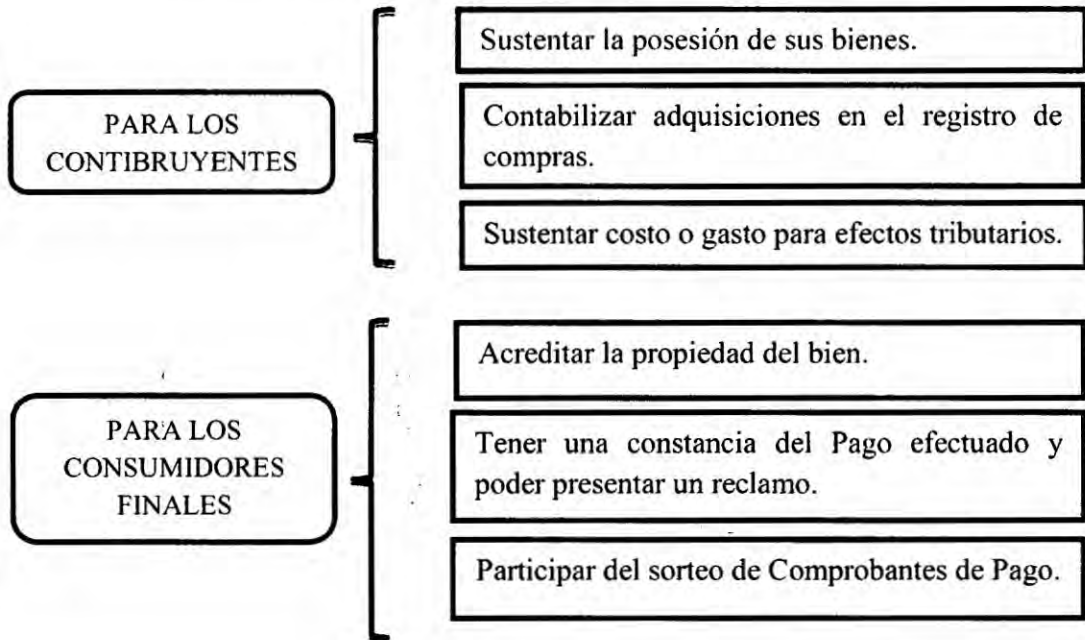 PARA LOS
CONTIBRUYENTES
Sustentar la posesión de sus bienes.
Contabilizar adquisiciones en el registro de
compras.
Sustentar costo o gasto para efectos tributarios.
PARA LOS
CONSUMIDORES
FINALES
Acreditar la propiedad del bien.
Tener una constancia del Pago efectuado y
poder presentar un reclamo.
Participar del sorteo de Comprobantes de Pago.